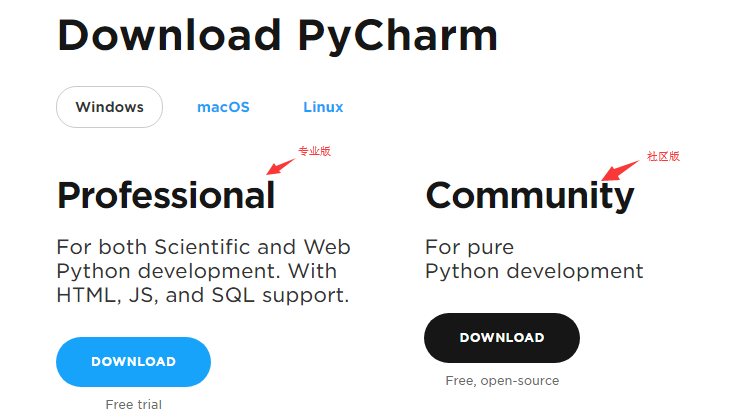 Download PyCharm
Windows
macOS
Linux
专业版
Professional
For both Scientific and Web
Python development. With
HTML, JS, and SQL support.
DOWNLOAD
Free trial
社区版
Community
For pure
Python development
DOWNLOAD
Free, open-source